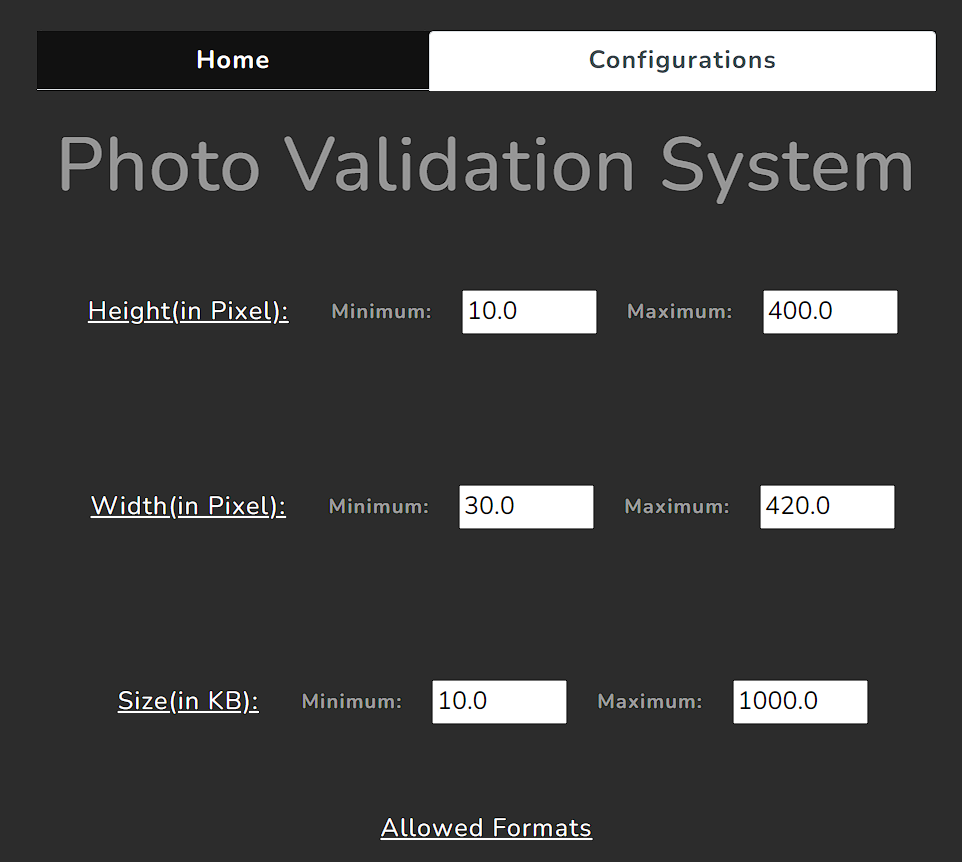 Home Configurations
Photo Validation System
Height(in Pixel): Minimum: 10.0 Maximum: 400.0
Width(in Pixel): Minimum: 30.0 Maximum: 420.0
Size(in KB): Minimum: 10.0 Maximum: 1000.0
Allowed Formats